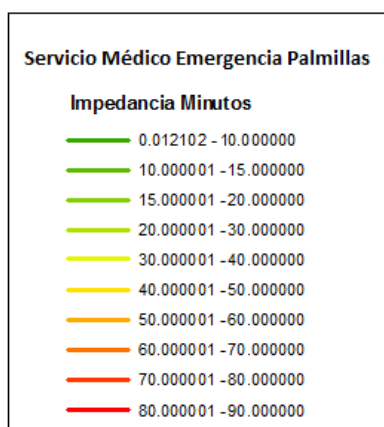 Servicio Médico Emergencia Palmillas
Impedancia Minutos
0.012102 - 10.000000
10.000001 - 15.000000
15.000001 - 20.000000
20.000001 - 30.000000
30.000001 - 40.000000
40.000001 - 50.000000
50.000001 - 60.000000
60.000001 - 70.000000
70.000001 - 80.000000
80.000001 - 90.000000